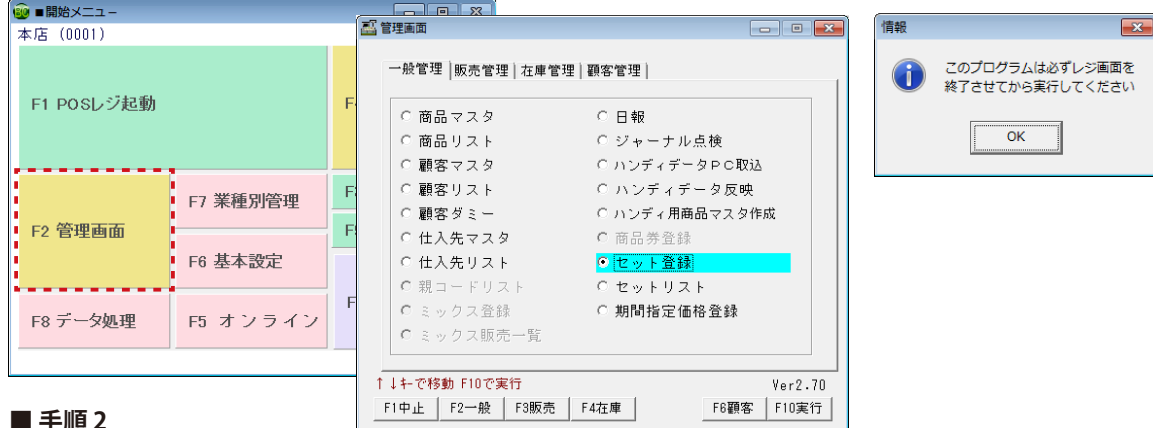 ■開始メニュー
本店 (0001)
F1 POSレジ起動
F2 管理画面
F7 業種別管理
F6 基本設定
F8 データ処理
F5 オンライン
管理画面
一般管理
販売管理
在庫管理
顧客管理
商品マスタ
商品リスト
顧客マスタ
顧客リスト
顧客ダミー
仕入先マスタ
仕入先リスト
親コードリスト
ミックス登録
ミックス販売一覧
日報
ジャーナル点検
ハンディデータPC取込
ハンディデータ反映
ハンディ用商品マスタ作成
商品券登録
セット登録
セットリスト
期間指定価格登録
↑↓キーで移動 F10で実行
Ver2.70
F1中止
F2一般
F3販売
F4在庫
F6顧客
F10実行
情報
このプログラムは必ずレジ画面を
終了させてから実行してください
OK
■ 手順 2